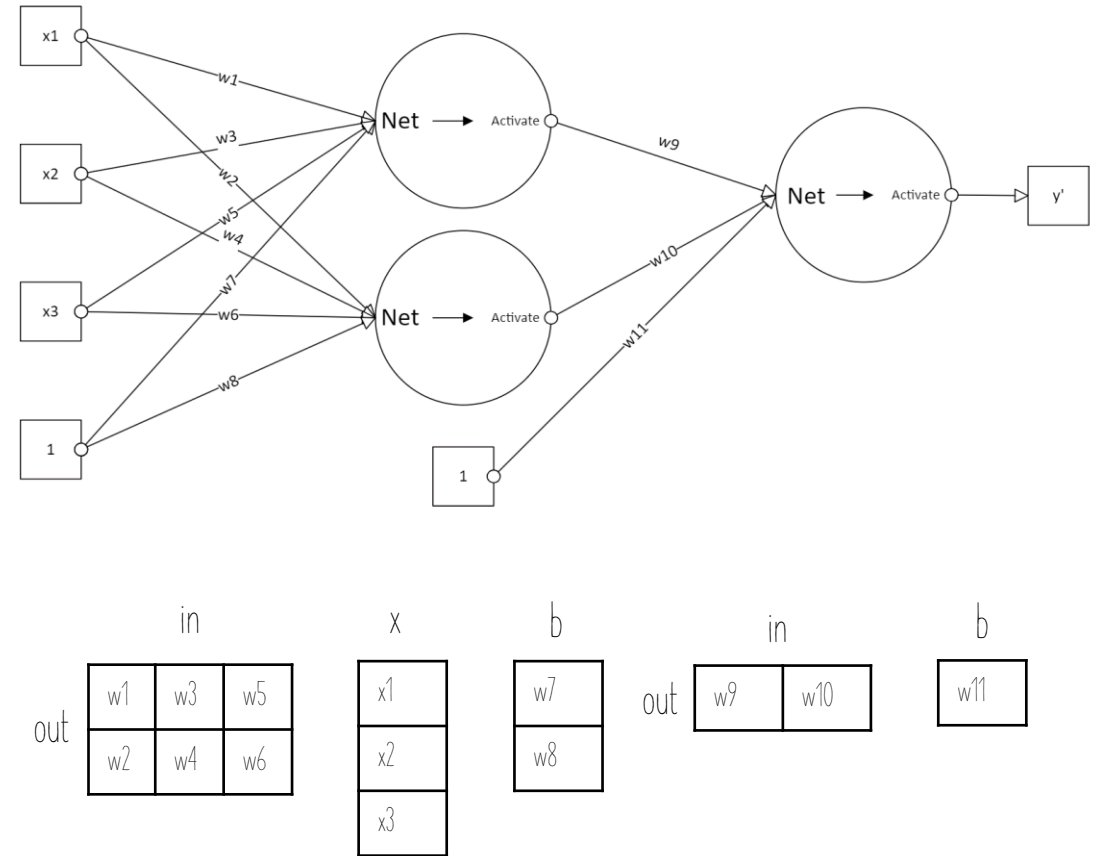 x1
w1
Net
Activate
w9
w3
x2
w2
Net
Activate
y'
w5
w4
w10
w7
x3
w6
Net
Activate
w11
w8
1
1
in
x
b
in
b
w1 w3 w5
x1
w7
out
w9 w10
w11
out
w2 w4 w6
x2
w8
x3